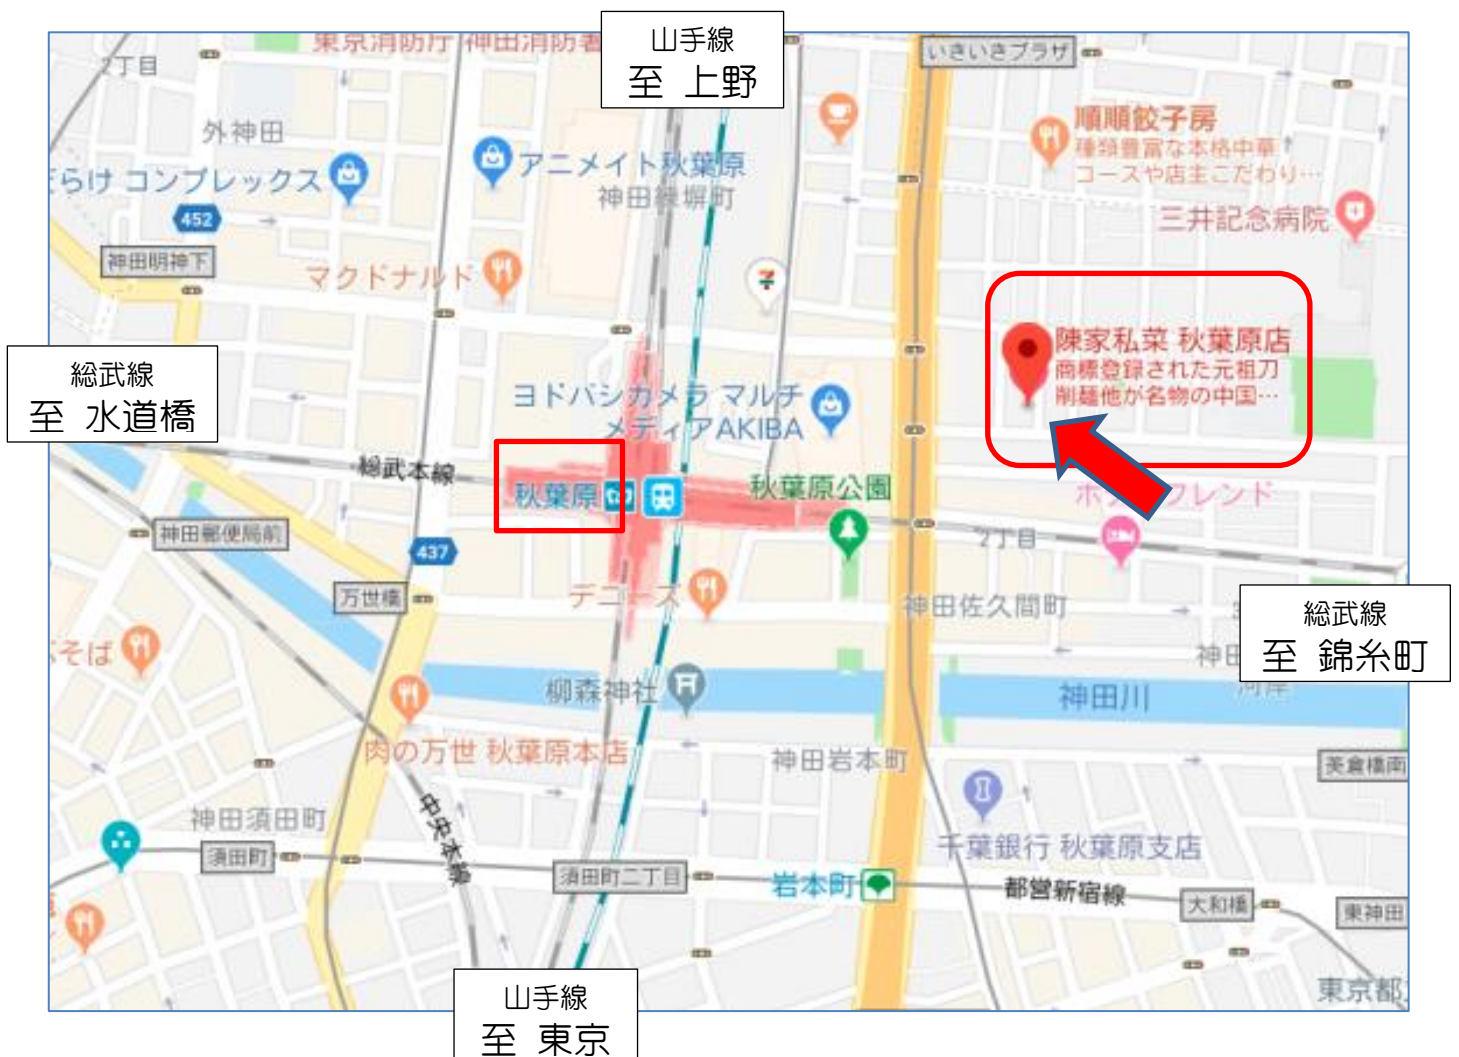 山手線
至 上野
東京消防庁 神田消防署
いきいきプラザ
2丁目
外神田
順順餃子房
種類豊富な本格中華
コースや店主こだわり…
アニメイト秋葉原
らけ コンプレックス
神田練塀町
452
三井記念病院
神田明神下
マクドナルド
7
陳家私菜 秋葉原店
商標登録された元祖刀
削麺他が名物の中国…
総武線
至 水道橋
ヨドバシカメラ マルチ
メディアAKIBA
総武本線
秋葉原
秋葉原公園
神田郵便局前
437
2丁目
万世橋
デニーズ
神田佐久間町
総武線
至 錦糸町
そば
柳森神社
神田川
肉の万世 秋葉原本店
神田岩本町
美倉橋南
中央本線
神田須田町
千葉銀行 秋葉原支店
須田町
須田町二丁目
岩本町
都営新宿線
大和橋
東神田
東京都
山手線
至 東京